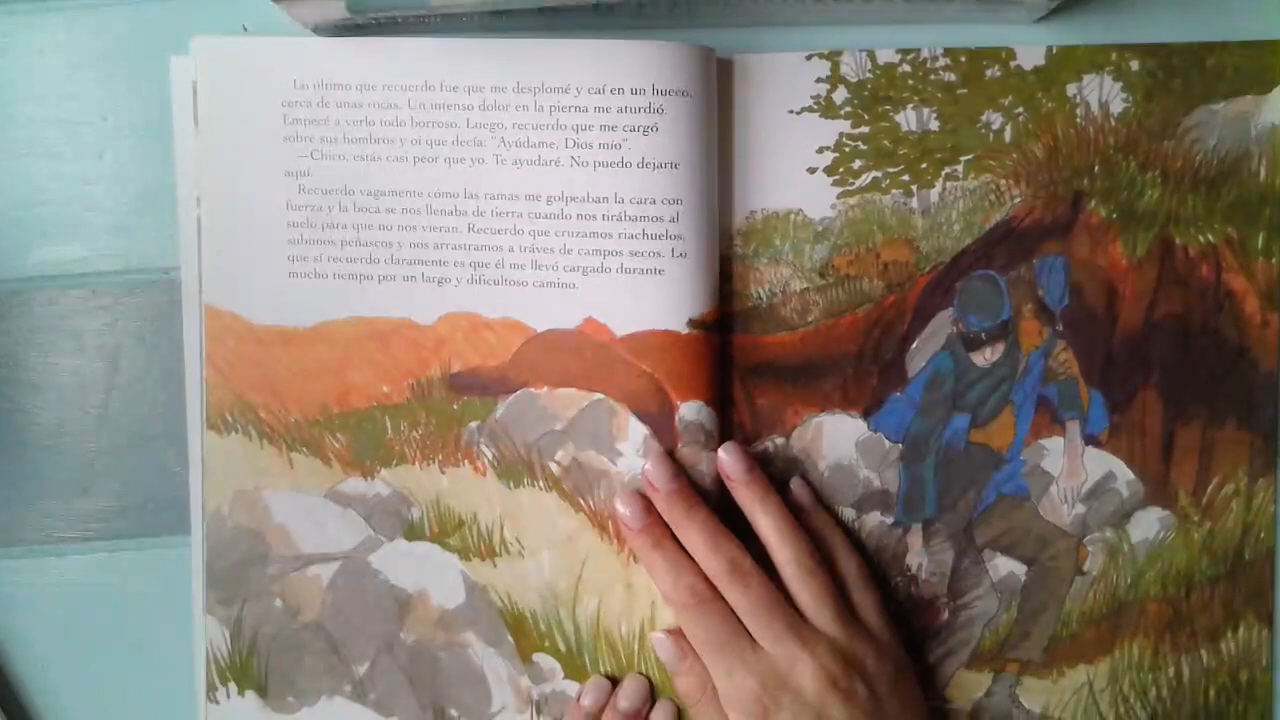 Lo último que recuerdo fue que me desplomé y caí en un hueco,
cerca de unas rocas. Un intenso dolor en la pierna me aturdió.
Empecé a verlo todo borroso. Luego, recuerdo que me cargó
sobre sus hombros y oí que decía: "Ayúdame, Dios mío".
—Chico, estás casi peor que yo. Te ayudaré. No puedo dejarte
aquí.
Recuerdo vagamente cómo las ramas me golpeaban la cara con
fuerza y la boca se nos llenaba de tierra cuando nos tirábamos al
suelo para que no nos vieran. Recuerdo que cruzamos riachuelos,
subimos peñascos y nos arrastramos a tráves de campos secos. Lo
que sí recuerdo claramente es que él me llevó cargado durante
mucho tiempo por un largo y dificultoso camino.